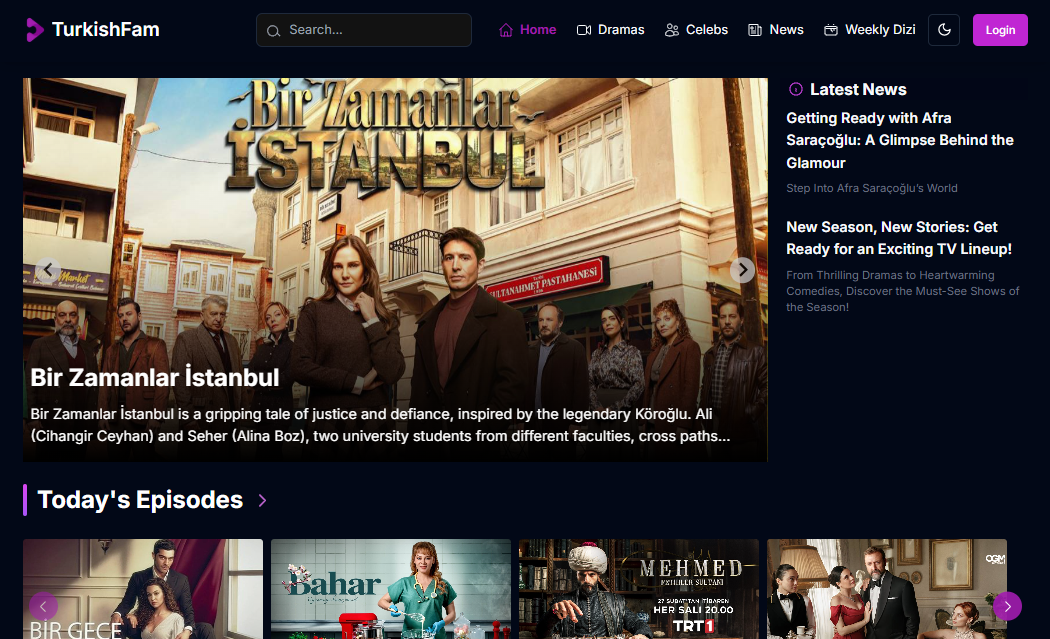 TurkishFam
Search...
Home
Dramas
Celebs
News
Weekly Dizi
Login
Bir Zamanlar
İSTANBUL
Market
SULTANAHMET PASTAHANESİ
Bir Zamanlar İstanbul
Bir Zamanlar İstanbul is a gripping tale of justice and defiance, inspired by the legendary Köroğlu. Ali
(Cihangir Ceyhan) and Seher (Alina Boz), two university students from different faculties, cross paths...
Latest News
Getting Ready with Afra
Saraçoğlu: A Glimpse Behind the
Glamour
Step Into Afra Saraçoğlu's World
New Season, New Stories: Get
Ready for an Exciting TV Lineup!
From Thrilling Dramas to Heartwarming
Comedies, Discover the Must-See Shows of
the Season!
Today's Episodes
BİR GECE
Bahar
MEHMED
FETİHLER SULTANI
27 ŞUBAT'TAN İTİBAREN
HER SALI 20.00
TRT1
OGM